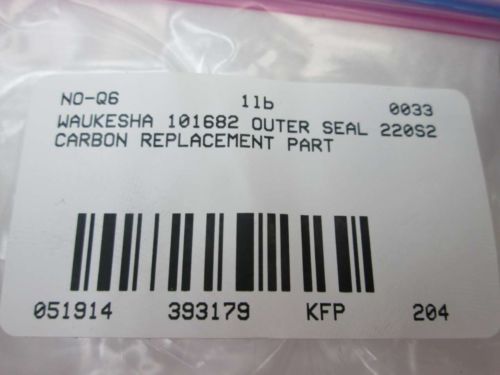 NO-Q6 1lb 0033
WAUKESHA 101682 OUTER SEAL 220S2
CARBON REPLACEMENT PART
051914 393179 KFP 204